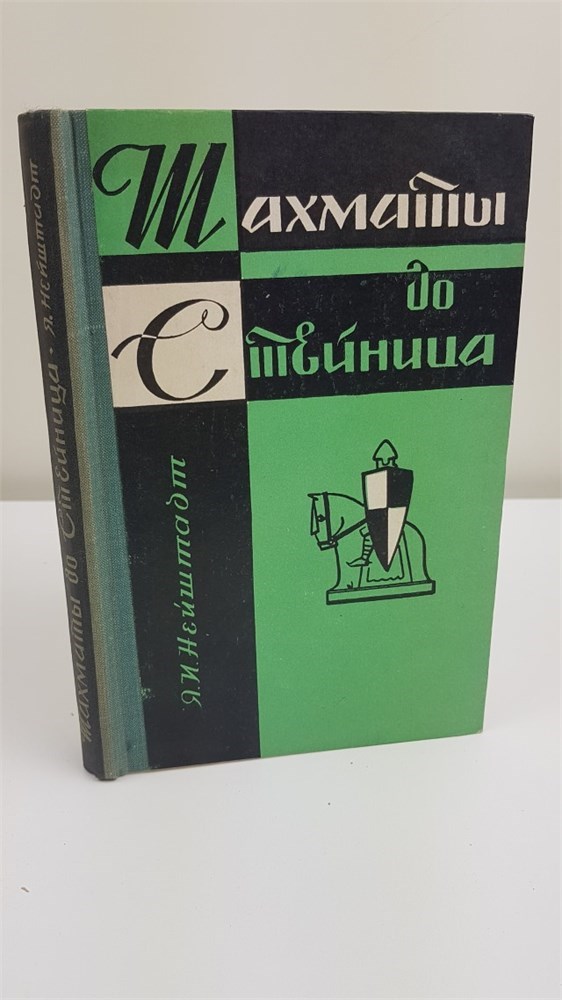 Шахматы
до
Стейница
Я.И.Нейштадт
Шахматы до Стейница • Я. Нейштадт